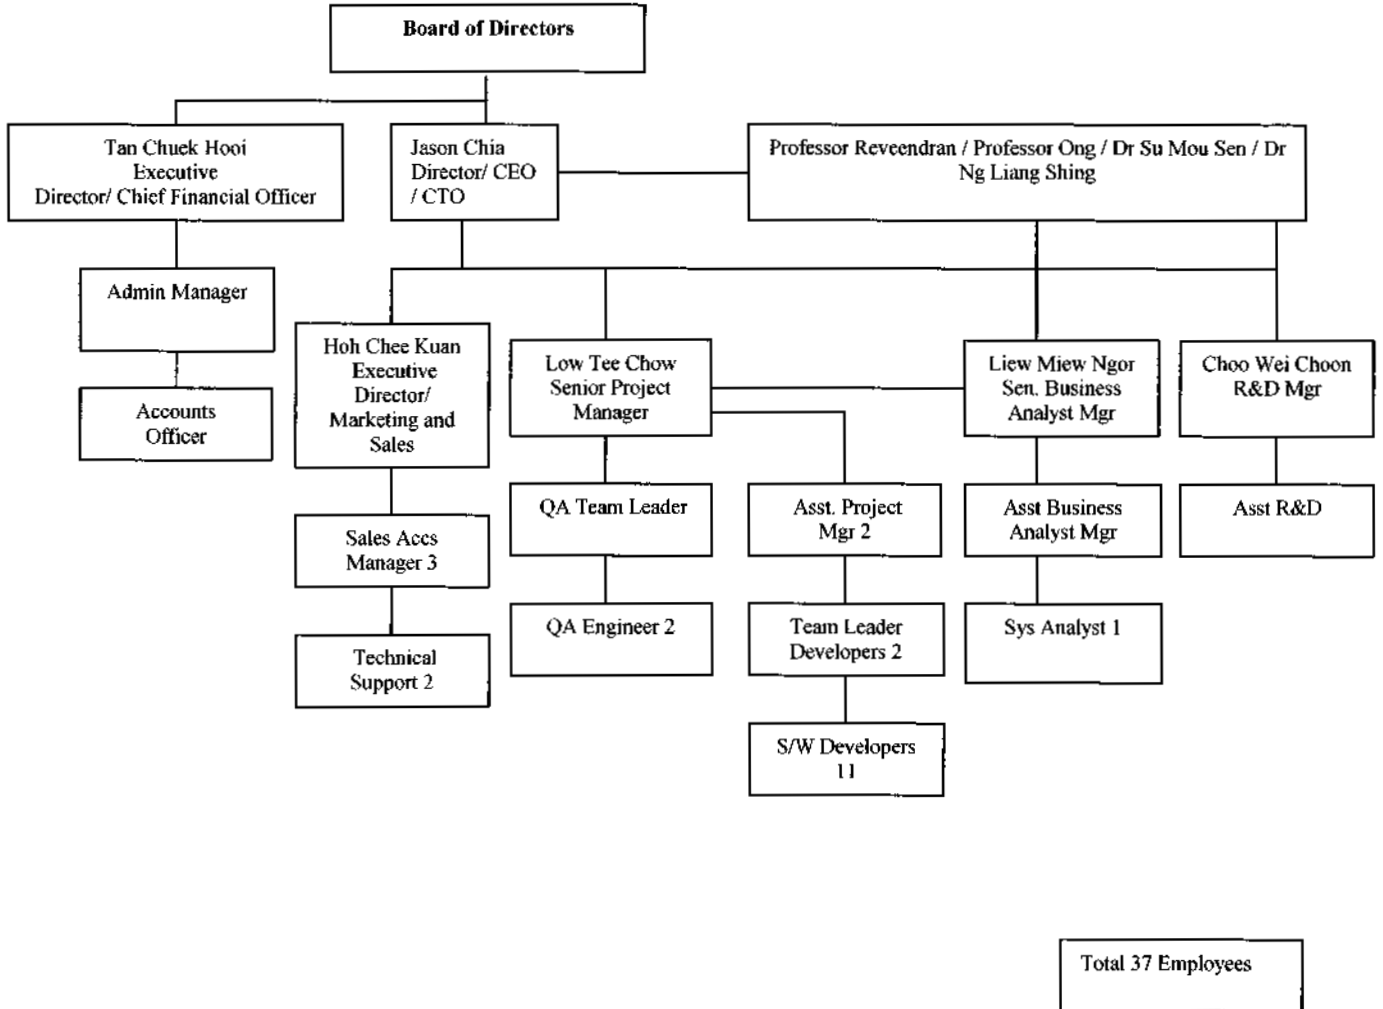 Board of Directors
Tan Chuek Hooi
Executive
Director/ Chief Financial Officer
Jason Chia
Director/ CEO
/ CTO
Professor Reveendran / Professor Ong / Dr Su Mou Sen / Dr
Ng Liang Shing
Admin Manager
Accounts
Officer
Hoh Chee Kuan
Executive
Director/
Marketing and
Sales
Sales Accs
Manager 3
Technical
Support 2
Low Tee Chow
Senior Project
Manager
QA Team Leader
QA Engineer 2
Asst. Project
Mgr 2
Team Leader
Developers 2
S/W Developers
11
Liew Miew Ngor
Sen. Business
Analyst Mgr
Asst Business
Analyst Mgr
Sys Analyst 1
Choo Wei Choon
R&D Mgr
Asst R&D
Total 37 Employees